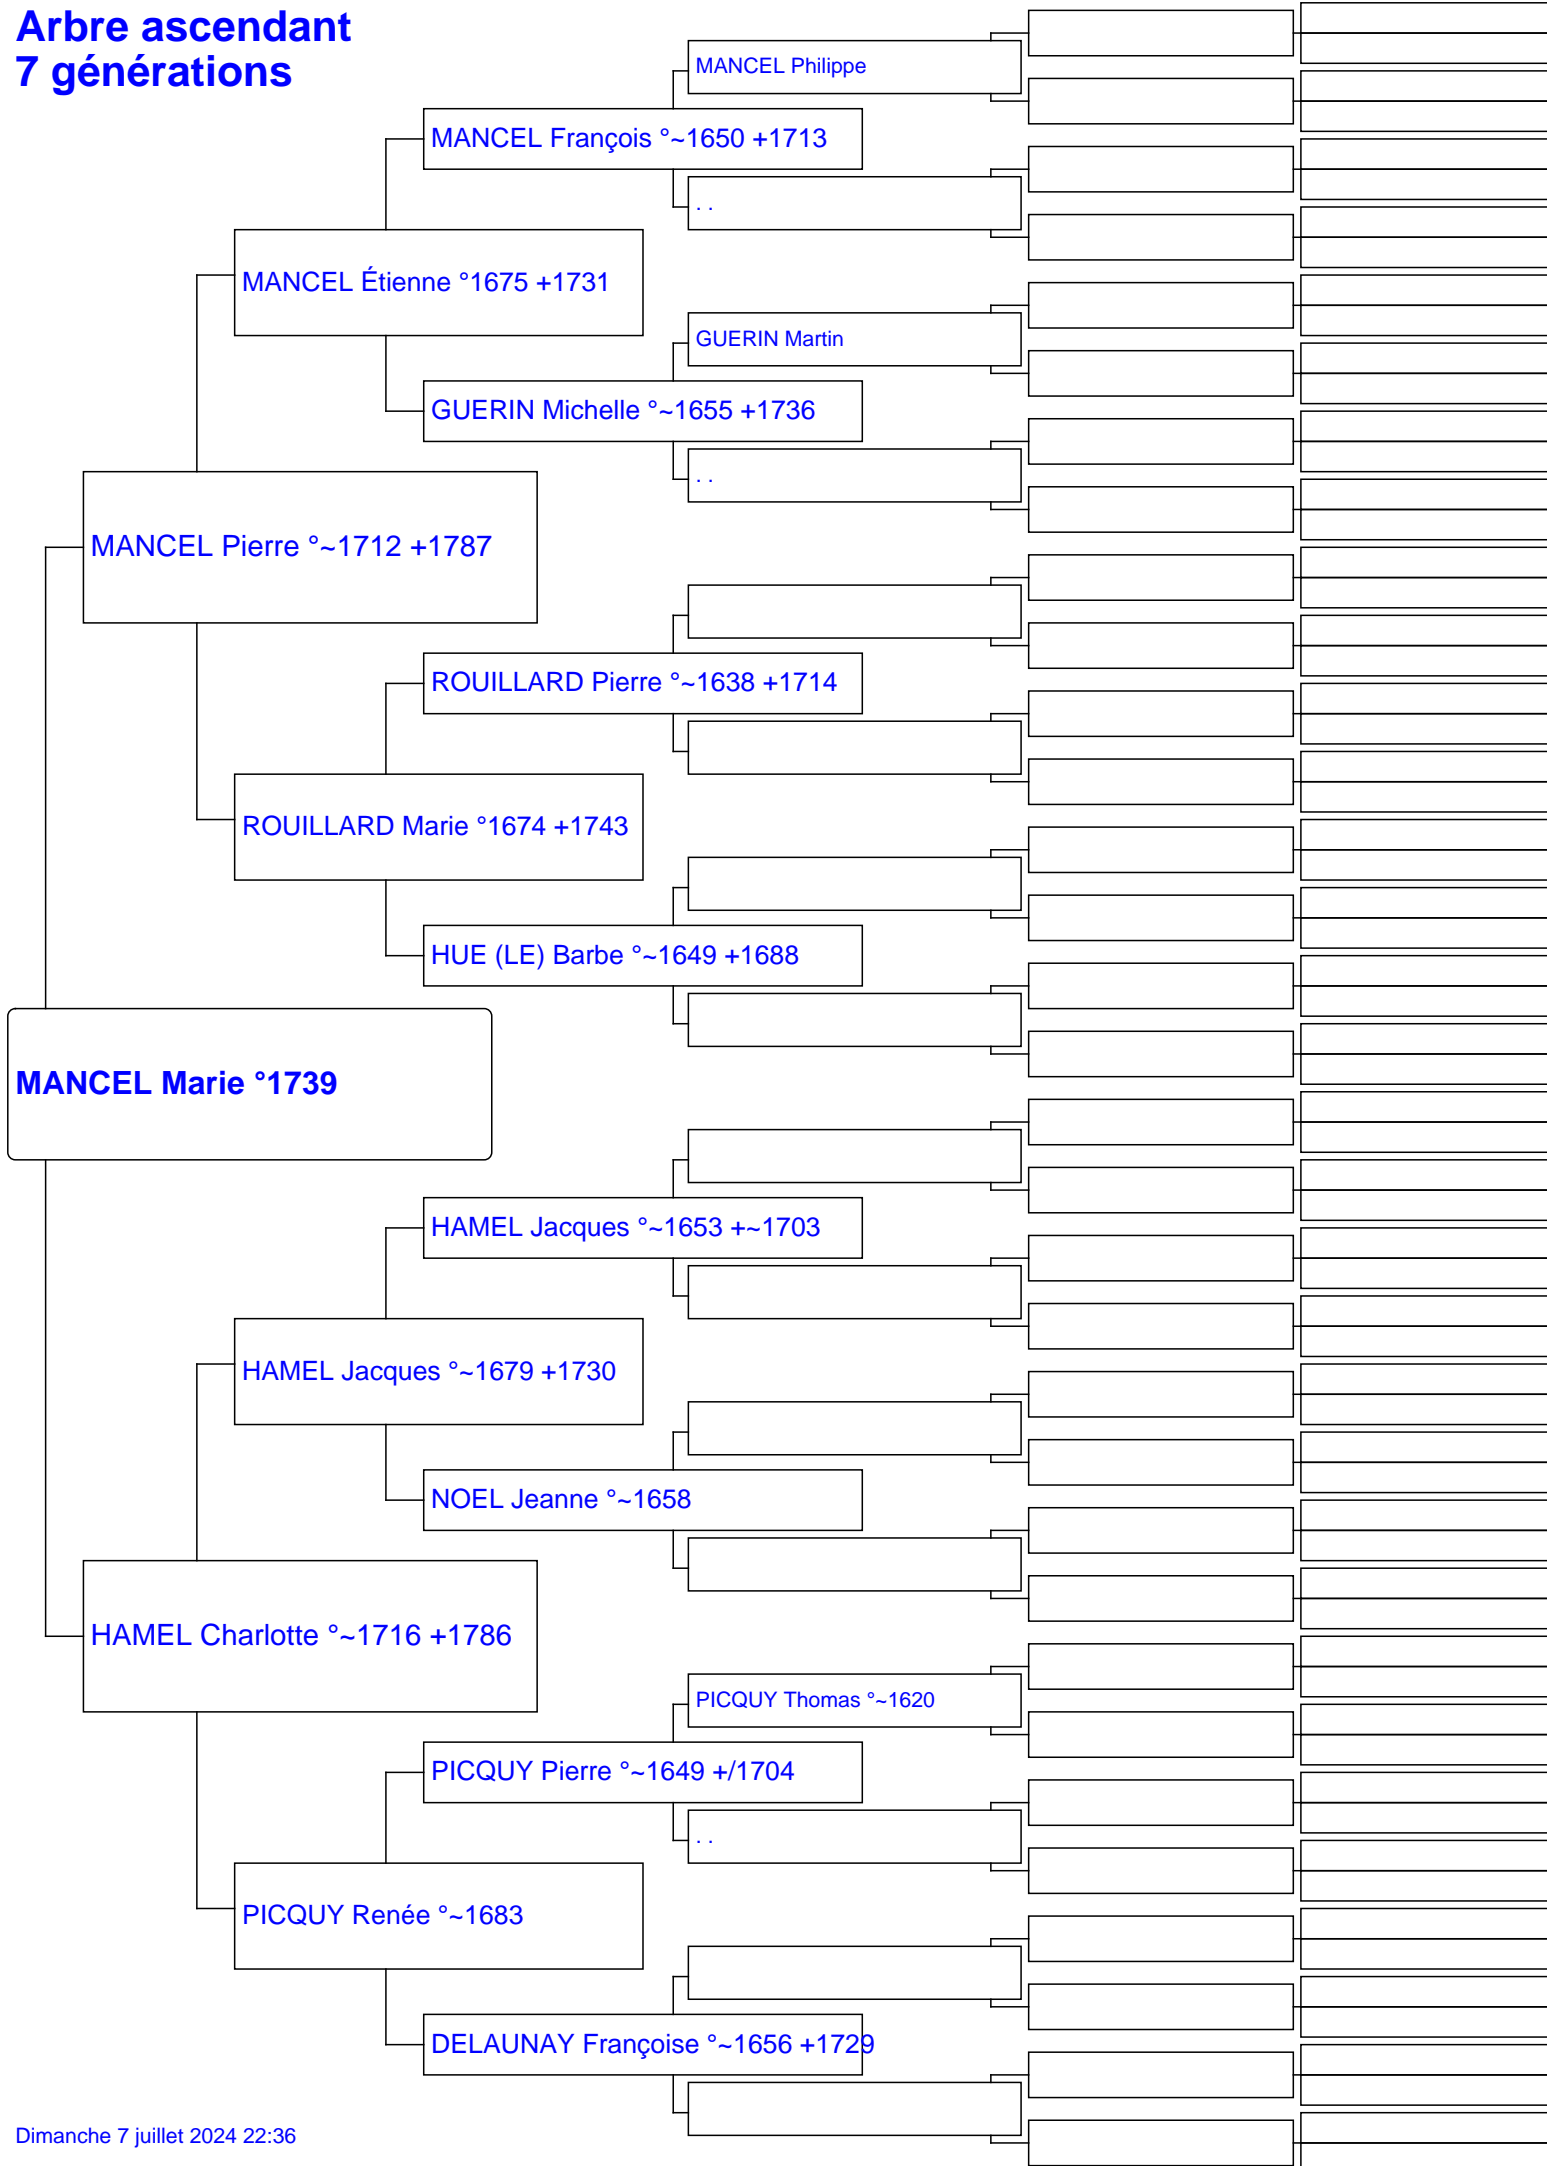 Arbre ascendant
7 générations
MANCEL Philippe
MANCEL François °~1650 +1713
. .
MANCEL Étienne °1675 +1731
GUERIN Martin
GUERIN Michelle °~1655 +1736
. .
MANCEL Pierre °~1712 +1787
ROUILLARD Pierre °~1638 +1714
ROUILLARD Marie °1674 +1743
HUE (LE) Barbe °~1649 +1688
MANCEL Marie °1739
HAMEL Jacques °~1653 +~1703
HAMEL Jacques °~1679 +1730
NOEL Jeanne °~1658
HAMEL Charlotte °~1716 +1786
PICQUY Thomas °~1620
PICQUY Pierre °~1649 +/1704
. .
PICQUY Renée °~1683
DELAUNAY Françoise °~1656 +1729
Dimanche 7 juillet 2024 22:36